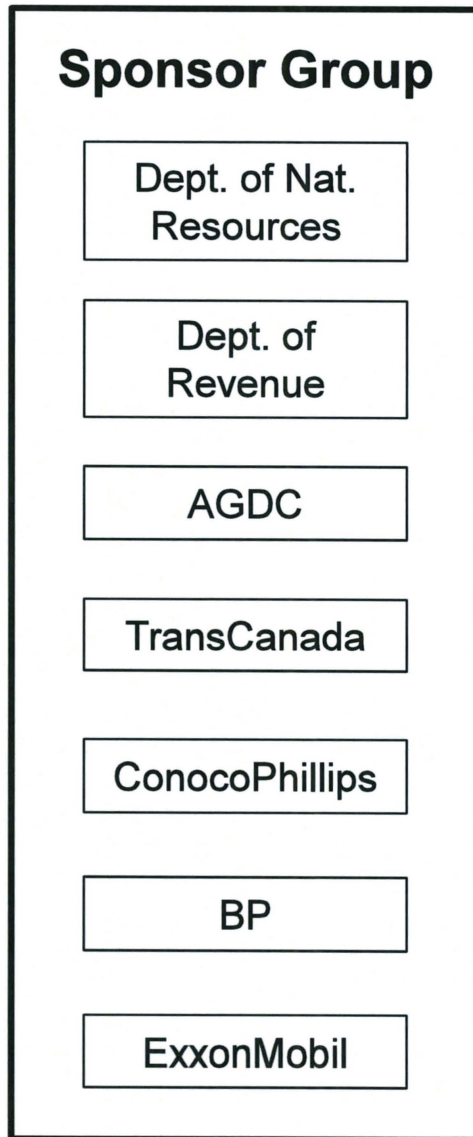 Sponsor Group
Dept. of Nat.
Resources
Dept. of
Revenue
AGDC
TransCanada
ConocoPhillips
BP
ExxonMobil